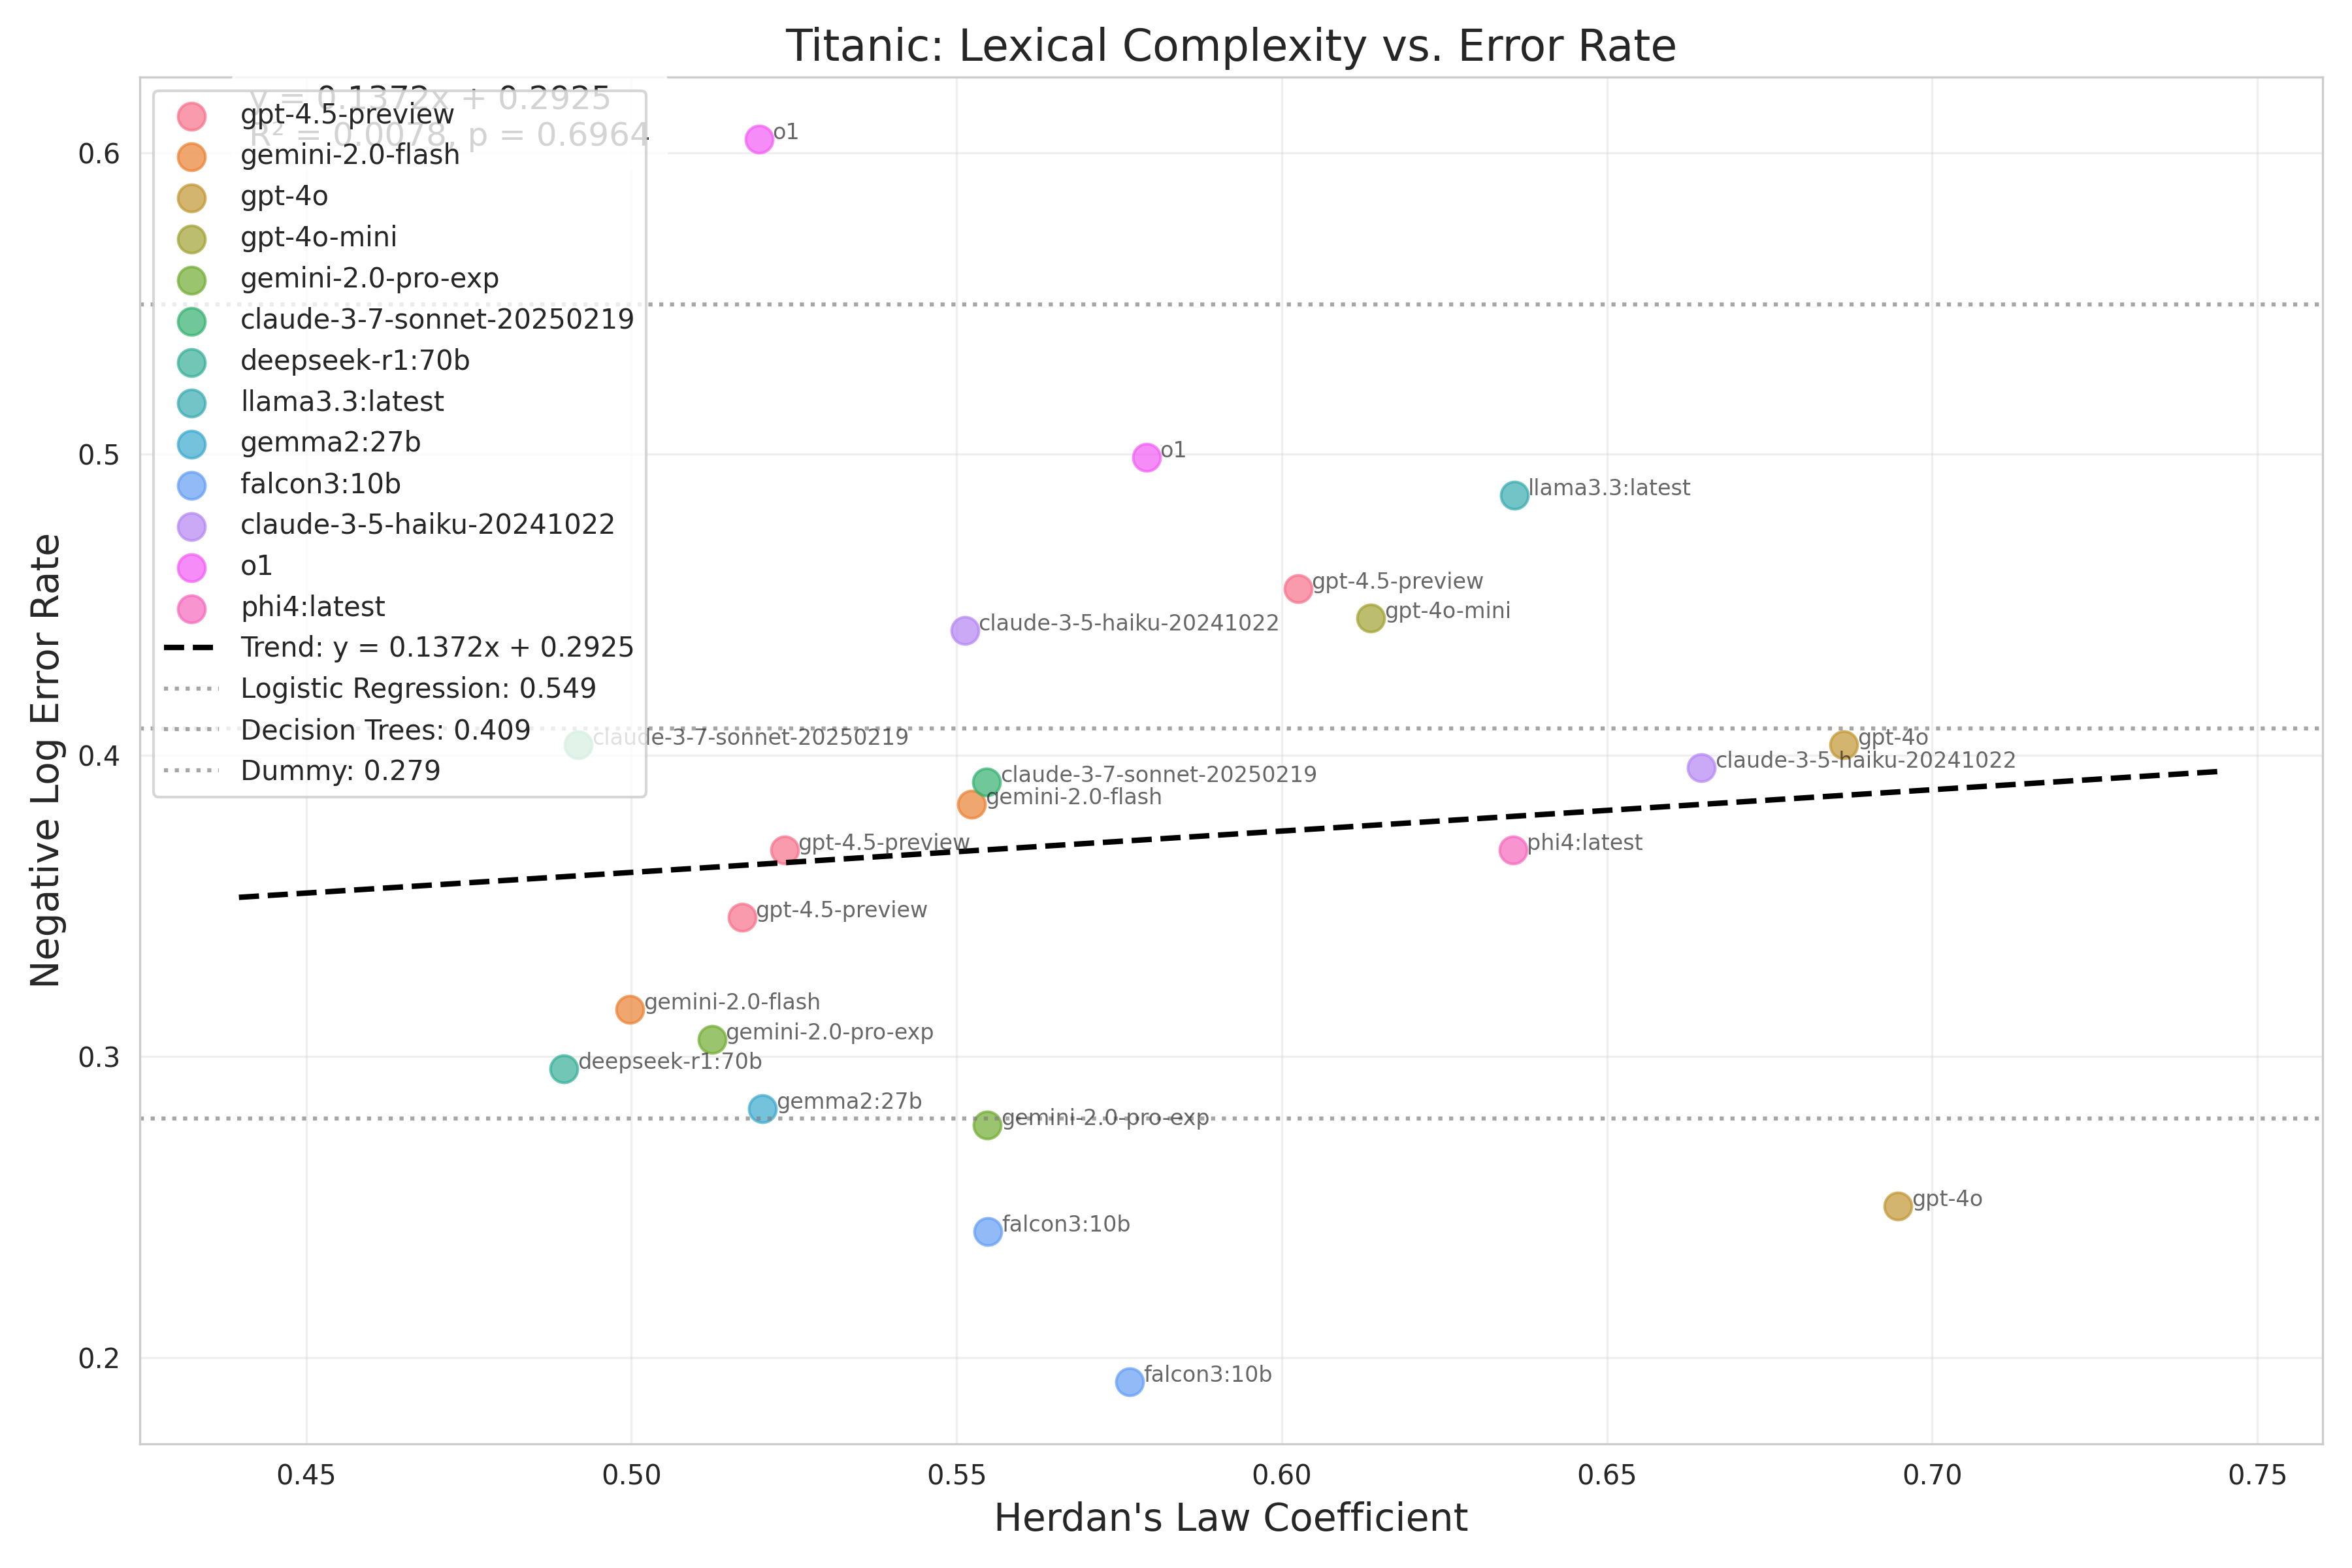 Titanic: Lexical Complexity vs. Error Rate
y = 0.1372x + 0.2925
R² = 0.0078, p = 0.6964
gpt-4.5-preview
gemini-2.0-flash
gpt-4o
gpt-4o-mini
gemini-2.0-pro-exp
claude-3-7-sonnet-20250219
deepseek-r1:70b
llama3.3:latest
gemma2:27b
falcon3:10b
claude-3-5-haiku-20241022
o1
phi4:latest
Trend: y = 0.1372x + 0.2925
Logistic Regression: 0.549
Decision Trees: 0.409
Dummy: 0.279
o1
o1
llama3.3:latest
gpt-4.5-preview
gpt-4o-mini
claude-3-5-haiku-20241022
claude-3-7-sonnet-20250219
gpt-4o
claude-3-5-haiku-20241022
claude-3-7-sonnet-20250219
gemini-2.0-flash
gpt-4.5-preview
phi4:latest
gpt-4.5-preview
gemini-2.0-flash
gemini-2.0-pro-exp
deepseek-r1:70b
gemma2:27b
gemini-2.0-pro-exp
gpt-4o
falcon3:10b
falcon3:10b
0.6
0.5
0.4
0.3
0.2
Negative Log Error Rate
0.45 0.50 0.55 0.60 0.65 0.70 0.75
Herdan's Law Coefficient